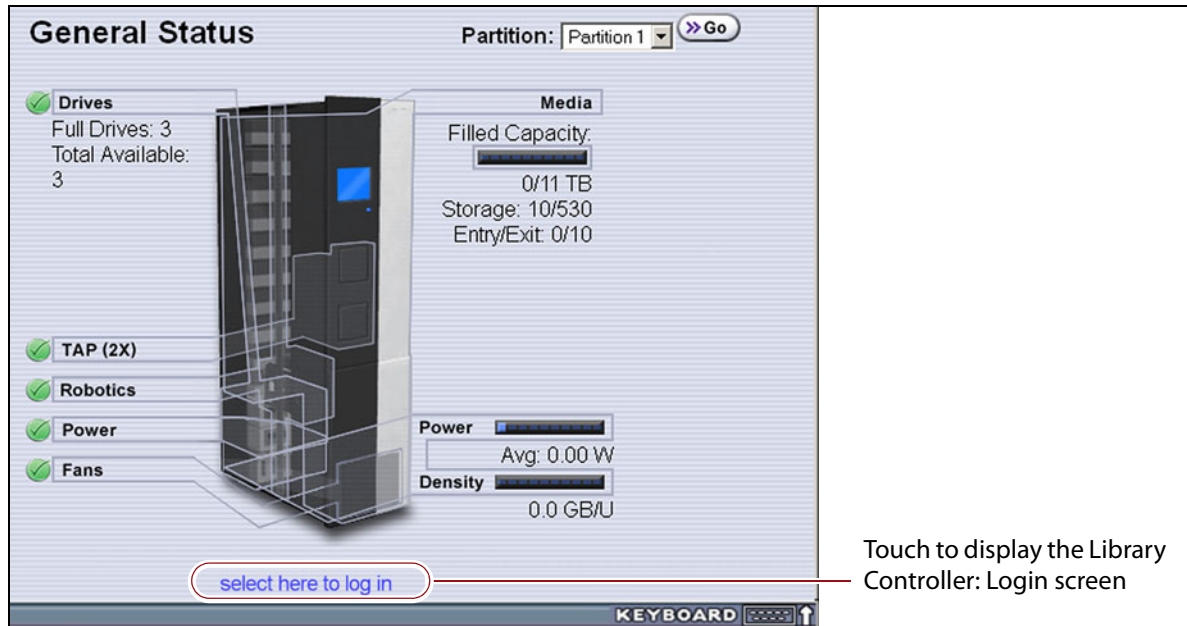 General Status
Partition: Partition 1 Go
Drives
Full Drives: 3
Total Available:
3
Media
Filled Capacity:
0/11 TB
Storage: 10/530
Entry/Exit: 0/10
TAP (2X)
Robotics
Power
Fans
Power
Avg: 0.00 W
Density
0.0 GB/U
select here to log in
Touch to display the Library
Controller: Login screen
KEYBOARD